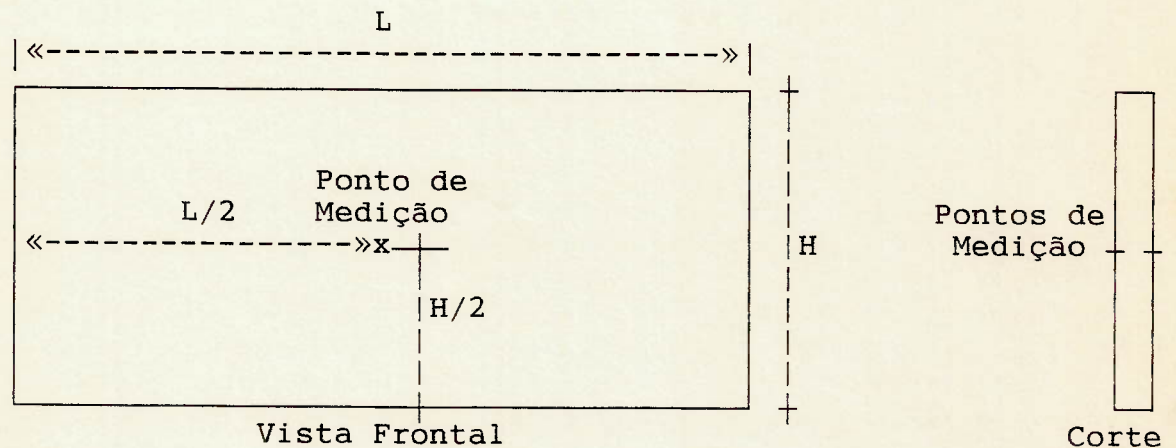 L
Ponto de
Medição
L/2
x
H/2
H
Pontos de
Medição
Vista Frontal
Corte